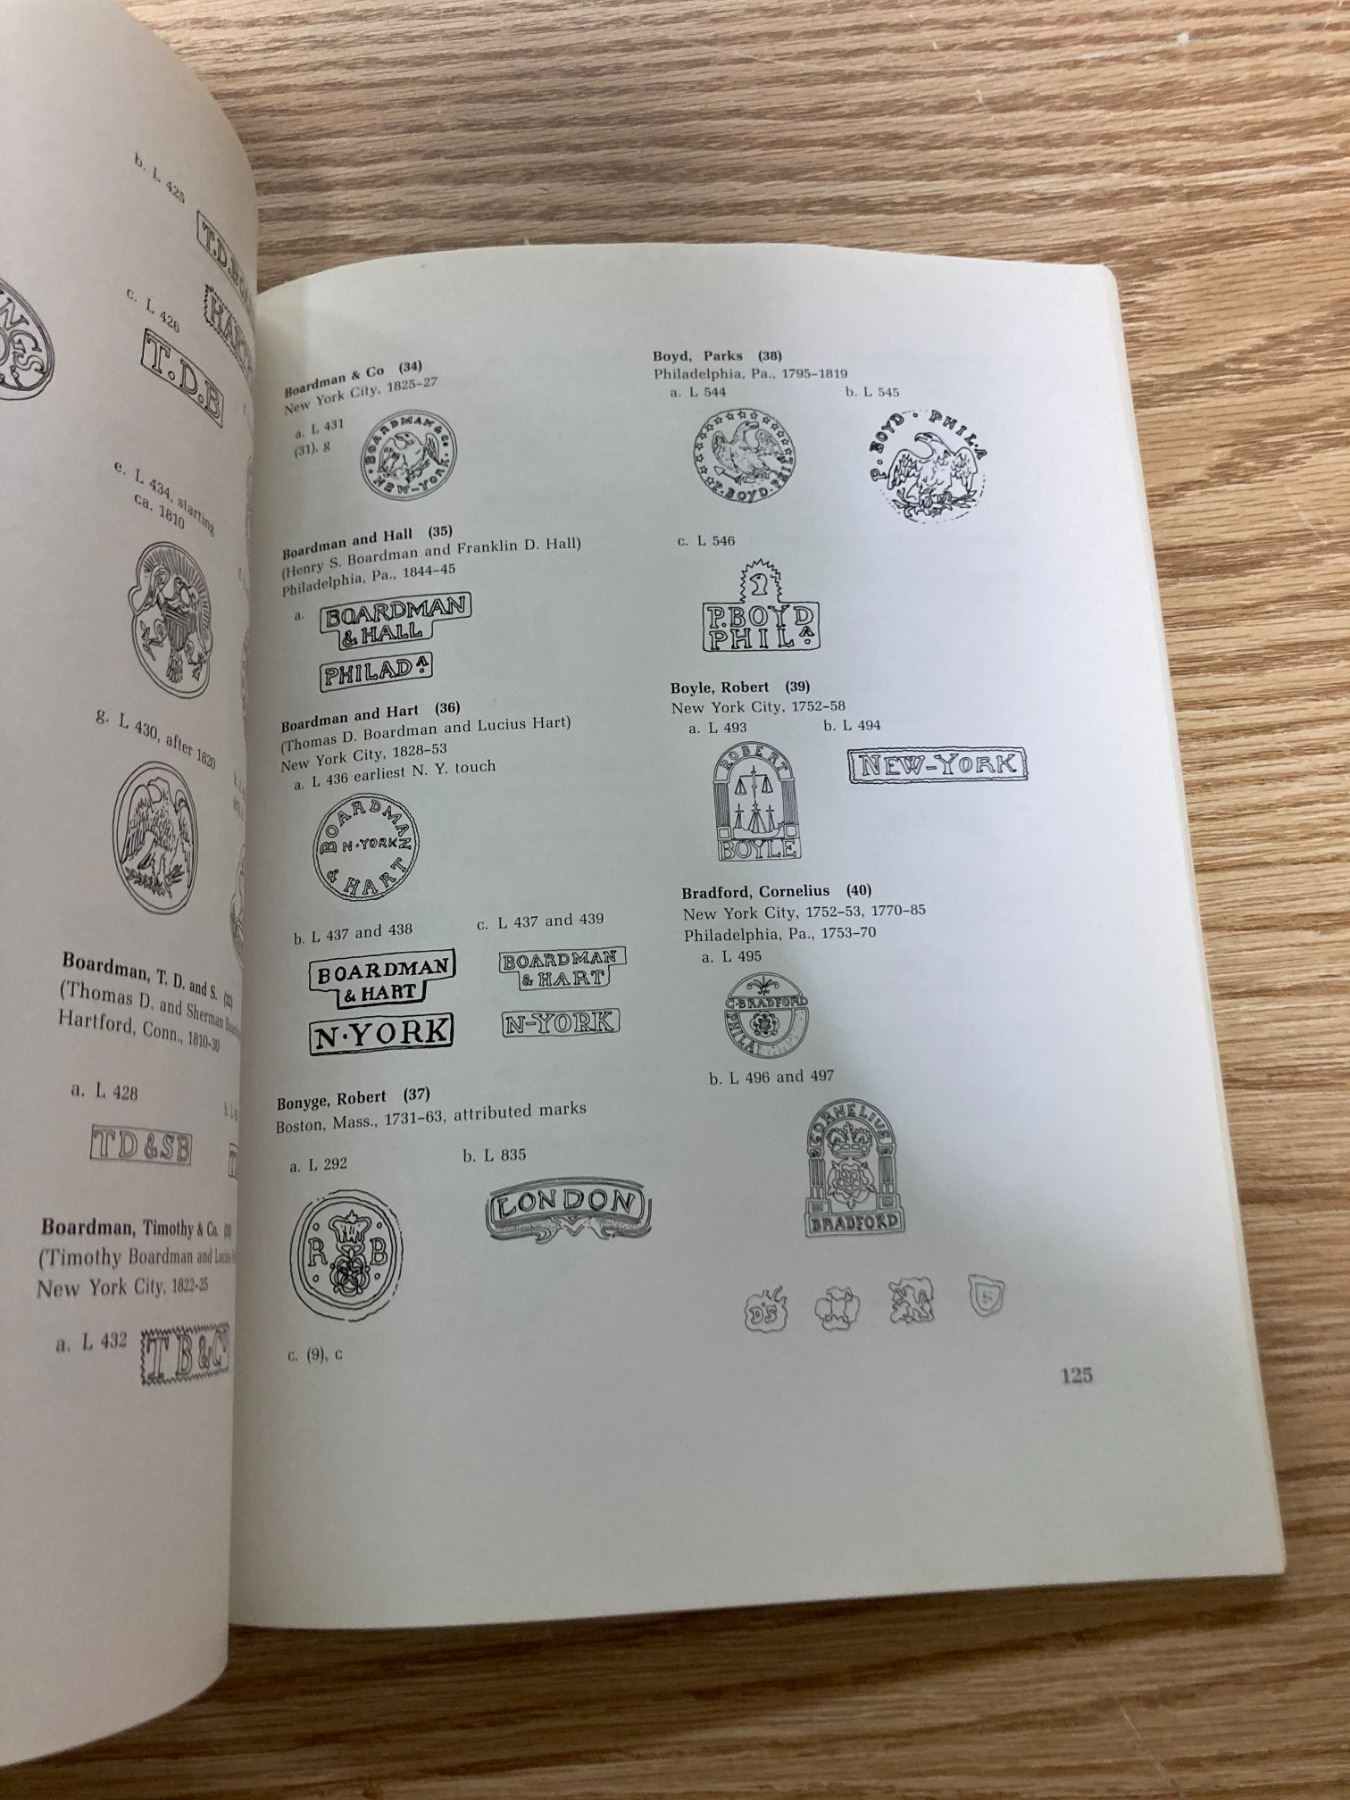 b. L 425
c. L 426
T.D.B
e. L 434, starting
ca. 1810
g. L 430, after 1820
Boardman, T. D. and S.
(Thomas D. and Sherman
Hartford, Conn., 1810-30
a. L 428
TD&SB
Boardman, Timothy & Co.
(Timothy Boardman and
New York City, 1822-25
a. L 432
T B & C
Boardman & Co (34)
New York City, 1825-27
a. L 431
(31), g
BOARDMAN & Co.
NEW-YORK
Boardman and Hall (35)
(Henry S. Boardman and Franklin D. Hall)
Philadelphia, Pa., 1844-45
a.
BOARDMAN
& HALL
PHILADA
Boardman and Hart (36)
(Thomas D. Boardman and Lucius Hart)
New York City, 1828-53
a. L 436 earliest N. Y. touch
BOARDMAN
N·YORK
& HART
b. L 437 and 438
c. L 437 and 439
BOARDMAN
& HART
N·YORK
BOARDMAN
& HART
N-YORK
Bonyge, Robert (37)
Boston, Mass., 1731-63, attributed marks
a. L 292
b. L 835
R B
LONDON
c. (9), c
Boyd, Parks (38)
Philadelphia, Pa., 1795-1819
a. L 544
b. L 545
P. BOYD. PHIL
P. BOYD · PHIL.A
c. L 546
P. BOYD
PHILA
Boyle, Robert (39)
New York City, 1752-58
a. L 493
b. L 494
ROBERT
BOYLE
NEW-YORK
Bradford, Cornelius (40)
New York City, 1752-53, 1770-85
Philadelphia, Pa., 1753-70
a. L 495
C·BRADFORD
PHILA
b. L 496 and 497
CORNELIUS
BRADFORD
D·S
125